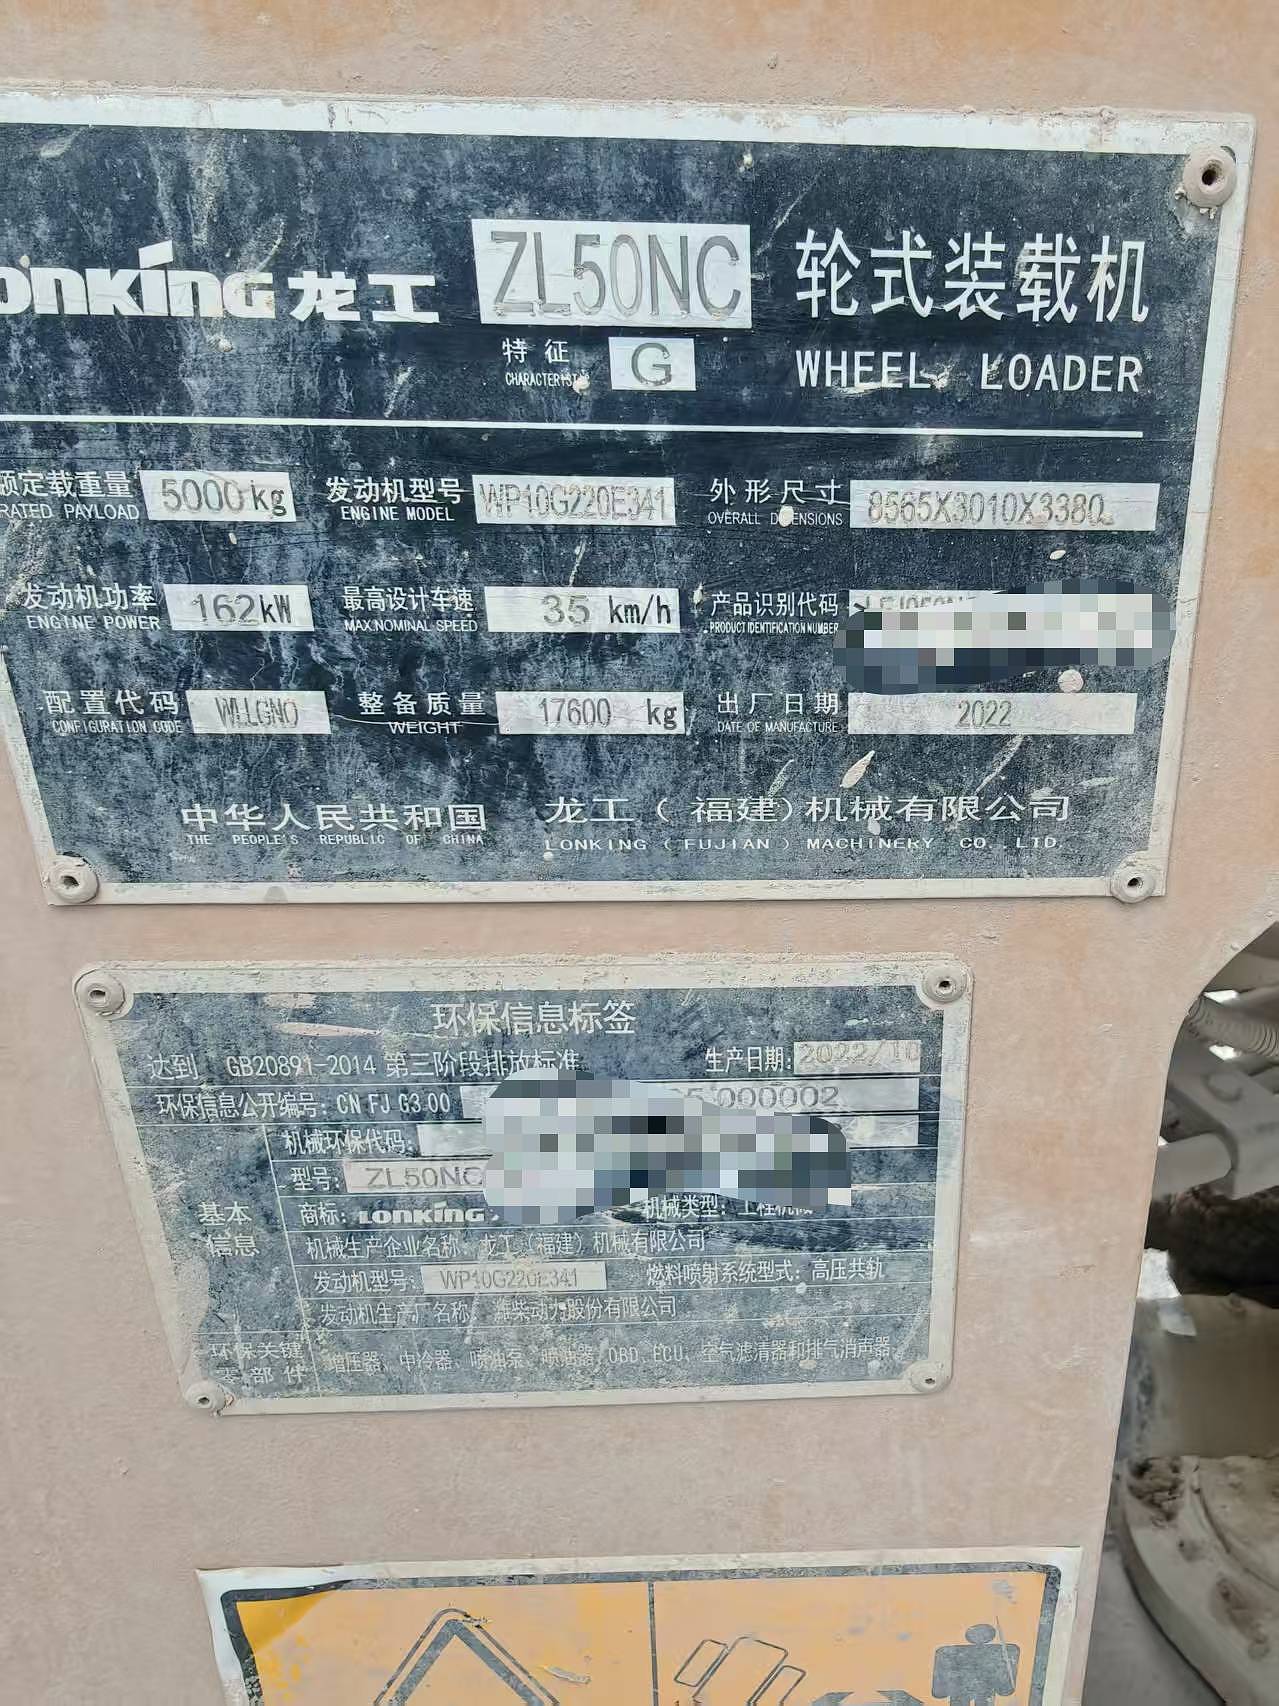 LONKING 龙工 ZL50NC 轮式装载机
特征 G
CHARACTERISTIC WHEEL LOADER
额定载重量 5000kg 发动机型号 WP10G220E341 外形尺寸 8565X3010X3380
RATED PAYLOAD ENGINE MODEL OVERALL DIMENSIONS
发动机功率 162kW 最高设计车速 35 km/h 产品识别代码
ENGINE POWER MAX.NOMINAL SPEED PRODUCT IDENTIFICATION NUMBER
配置代码 整备质量 17600 kg 出厂日期 2022
CONFIGURATION CODE WEIGHT DATE OF MANUFACTURE
中华人民共和国 龙工(福建)机械有限公司
THE PEOPLE'S REPUBLIC OF CHINA LONKING (FUJIAN) MACHINERY CO.,LTD.
环保信息标签
达到 GB20891-2014 第三阶段排放标准 生产日期: 2022/10
环保信息公开编号: CN FJ G3 00 000002
机械环保代码:
型号: ZL50NC
基本信息
商标: LONKING 机械类型: 工程机械
机械生产企业名称: 龙工(福建)机械有限公司
发动机型号: WP10G220E341 燃料喷射系统型式: 高压共轨
发动机生产厂名称: 潍柴动力股份有限公司
环保关键零部件
增压器、中冷器、喷油泵、喷油器、OBD、ECU、空气滤清器和排气消声器